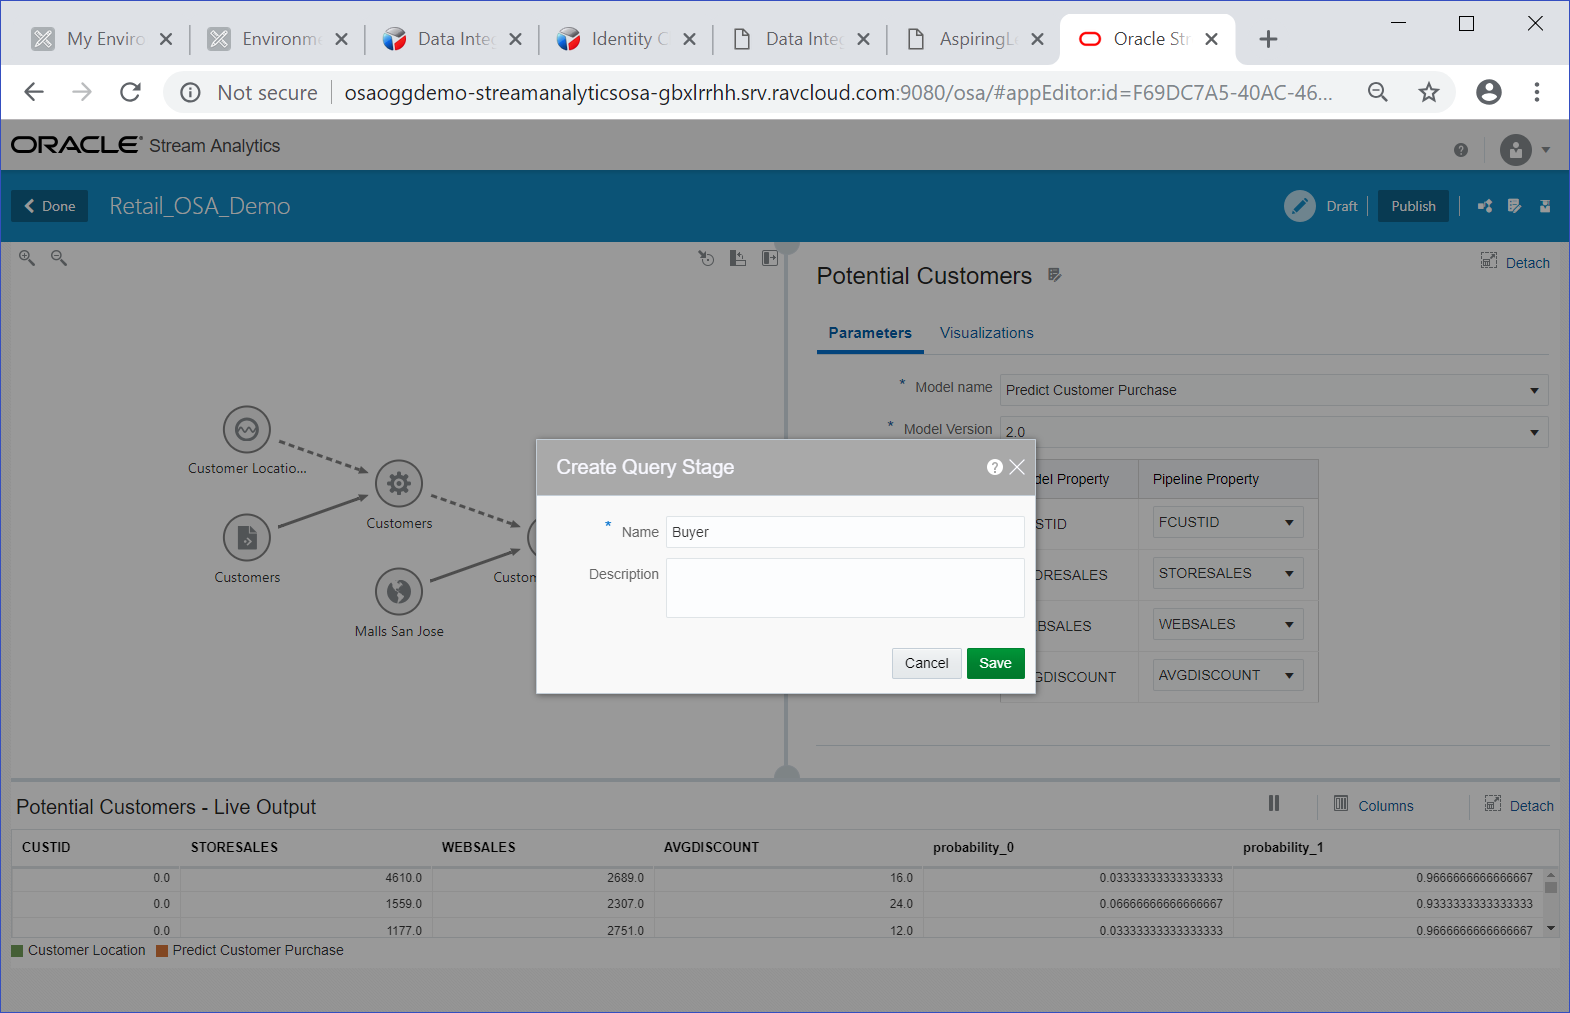 My Enviro
Environme
Data Integ
Identity C
Data Integ
AspiringLe
Oracle Str
Not secure
osaoggdemo-streamanalyticsosa-gbxlrrhh.srv.ravcloud.com:9080/osa/#appEditor:id=F69DC7A5-40AC-46...
ORACLE Stream Analytics
Done
Retail_OSA_Demo
Draft
Publish
Potential Customers
Detach
Parameters
Visualizations
* Model name
Predict Customer Purchase
* Model Version
2.0
del Property
Pipeline Property
STID
FCUSTID
ORESALES
STORESALES
BSALES
WEBSALES
GDISCOUNT
AVGDISCOUNT
Customer Locatio...
Customers
Customers
Custom
Malls San Jose
Create Query Stage
* Name
Buyer
Description
Cancel
Save
Potential Customers - Live Output
Columns
Detach
CUSTID STORESALES WEBSALES AVGDISCOUNT probability_0 probability_1
0.0 4610.0 2689.0 16.0 0.03333333333333333 0.9666666666666667
0.0 1559.0 2307.0 24.0 0.06666666666666667 0.9333333333333333
0.0 1177.0 2751.0 12.0 0.03333333333333333 0.9666666666666667
Customer Location
Predict Customer Purchase